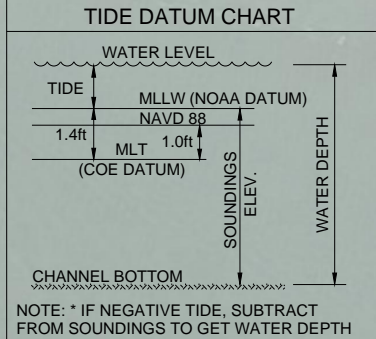 TIDE DATUM CHART
WATER LEVEL
TIDE
MLLW (NOAA DATUM)
NAVD 88
1.4ft
MLT
1.0ft
(COE DATUM)
SOUNDINGS
ELEV.
WATER DEPTH
CHANNEL BOTTOM
NOTE: * IF NEGATIVE TIDE, SUBTRACT
FROM SOUNDINGS TO GET WATER DEPTH